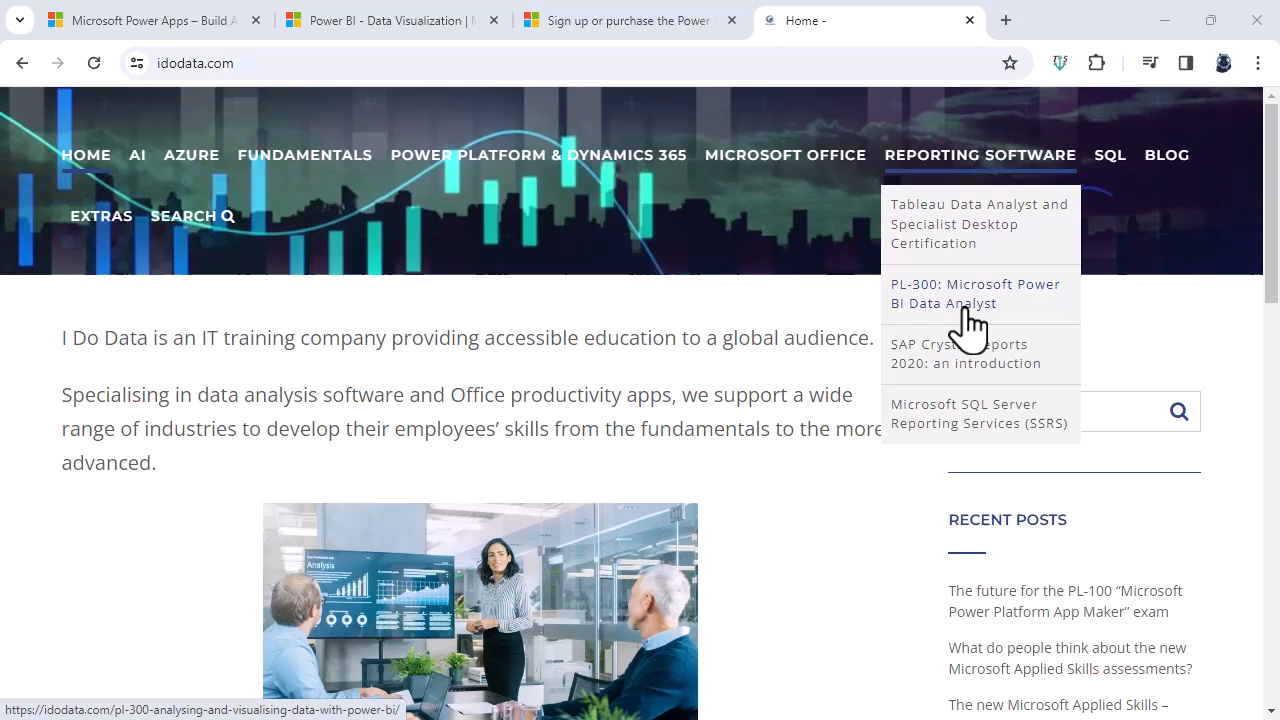 Microsoft Power Apps – Build A
Power BI - Data Visualization | M
Sign up or purchase the Power
Home -
idodata.com
HOME AI AZURE FUNDAMENTALS POWER PLATFORM & DYNAMICS 365 MICROSOFT OFFICE REPORTING SOFTWARE SQL BLOG
EXTRAS SEARCH
Tableau Data Analyst and
Specialist Desktop
Certification
PL-300: Microsoft Power
BI Data Analyst
SAP Crystal Reports
2020: an introduction
Microsoft SQL Server
Reporting Services (SSRS)
I Do Data is an IT training company providing accessible education to a global audience.
Specialising in data analysis software and Office productivity apps, we support a wide
range of industries to develop their employees’ skills from the fundamentals to the more
advanced.
Analysis
RECENT POSTS
The future for the PL-100 “Microsoft
Power Platform App Maker” exam
What do people think about the new
Microsoft Applied Skills assessments?
The new Microsoft Applied Skills –
https://idodata.com/pl-300-analysing-and-visualising-data-with-power-bi/